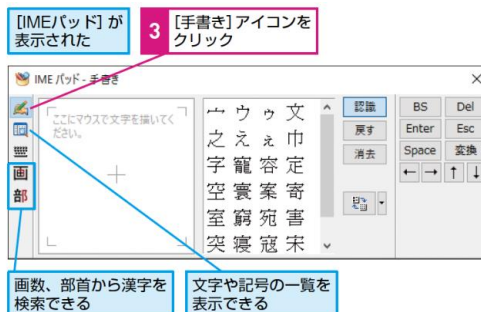 [IMEパッド] が
表示された
3
[手書き] アイコンを
クリック
IME パッド - 手書き
ここにマウスで文字を描いてく
ださい。
画
部
宀 ウ ゥ 文
之 え ぇ 巾
字 寵 容 定
空 寰 案 寄
室 窮 宛 害
突 寝 寇 宋
認識
戻す
消去
BS Del
Enter Esc
Space 変換
← → ↑ ↓
画数、部首から漢字を
検索できる
文字や記号の一覧を
表示できる